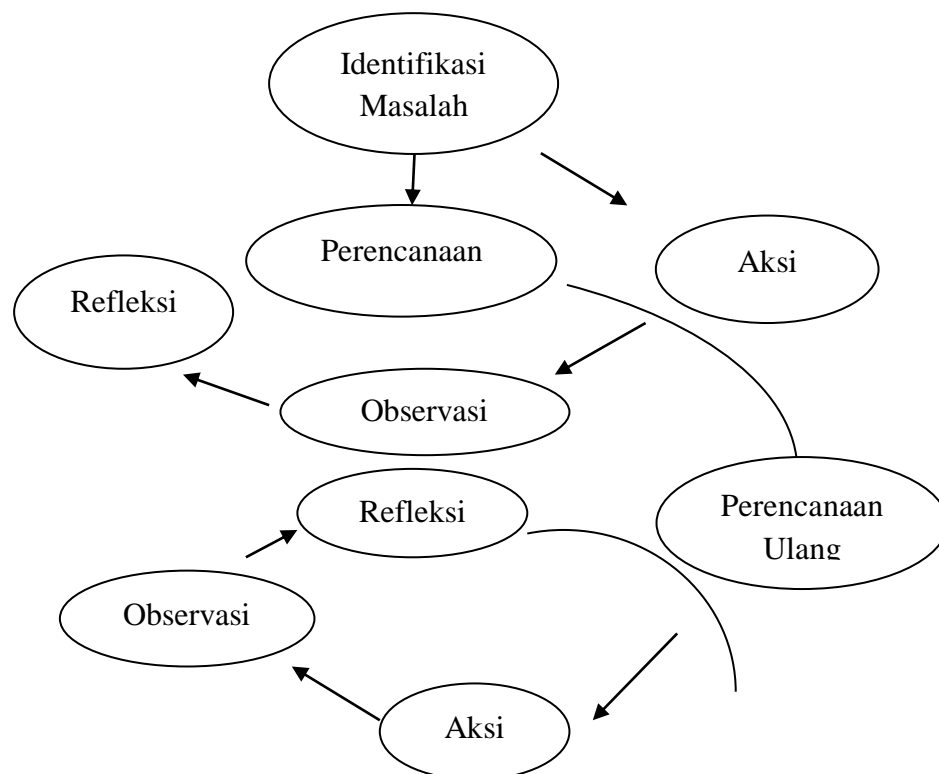 Identifikasi
Masalah
Perencanaan
Aksi
Refleksi
Observasi
Refleksi
Perencanaan
Ulang
Observasi
Aksi